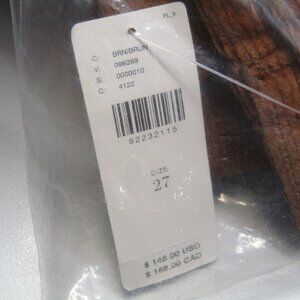 C: BRN/BRUN
V: 096269
S: 0000010
C: 4122
92232115
SIZE
27
$ 148.00 USD
$ 166.00 CAD